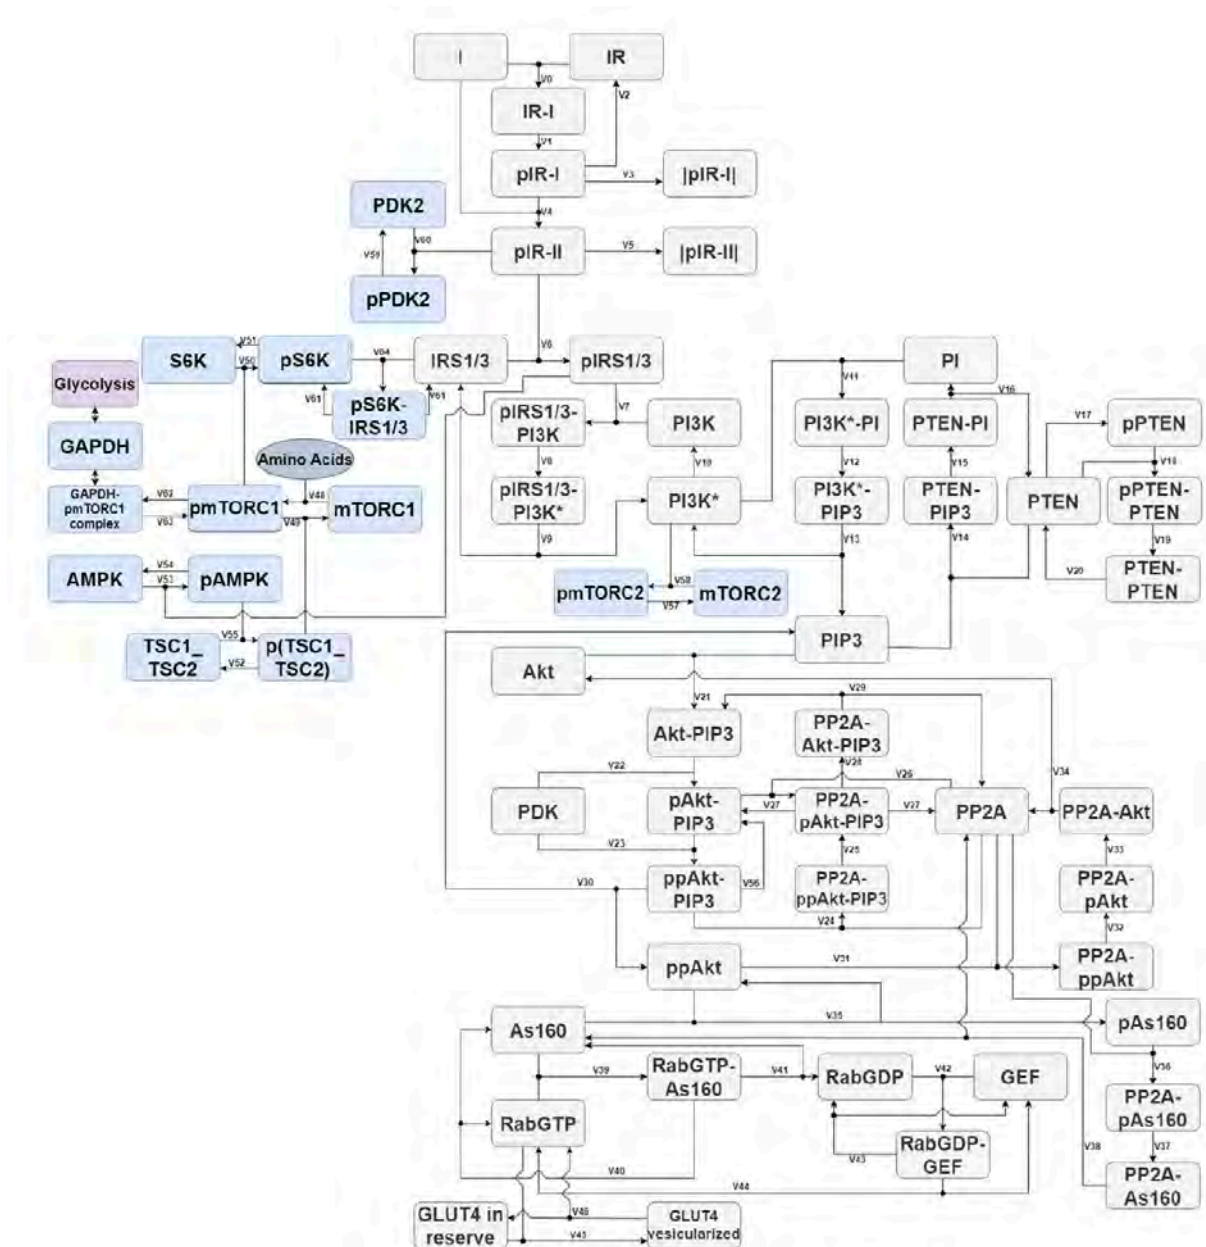 I
IR
V0
V2
IR-I
V1
pIR-I
V3
|pIR-I|
PDK2
V4
V60
V59
pIR-II
V5
|pIR-II|
pPDK2
V6
S6K
V51
V50
pS6K
V64
IRS1/3
pIRS1/3
PI
V11
V16
Glycolysis
V61
pS6K-
IRS1/3
V61
pIRS1/3-
PI3K
V7
PI3K
PI3K*-PI
PTEN-PI
V17
pPTEN
GAPDH
Amino Acids
V8
V10
V12
V15
V18
GAPDH-
pmTORC1
complex
V62
V63
pmTORC1
V48
V49
mTORC1
pIRS1/3-
PI3K*
PI3K*
PI3K*-
PIP3
PTEN-
PIP3
PTEN
pPTEN-
PTEN
V9
V13
V14
V19
AMPK
V54
V53
pAMPK
V20
PTEN-
PTEN
pmTORC2
V58
V57
mTORC2
TSC1_
TSC2
V55
V52
p(TSC1_
TSC2)
PIP3
Akt
V21
V29
Akt-PIP3
PP2A-
Akt-PIP3
V22
V28
V26
V34
PDK
pAkt-
PIP3
V27
PP2A-
pAkt-PIP3
V27
PP2A
PP2A-Akt
V23
V25
V33
V30
ppAkt-
PIP3
V56
PP2A-
ppAkt-PIP3
PP2A-
pAkt
V24
V32
ppAkt
V31
PP2A-
ppAkt
As160
V35
pAs160
V39
RabGTP-
As160
V41
RabGDP
V42
GEF
V36
PP2A-
pAs160
RabGTP
V43
RabGDP-
GEF
V38
V37
V40
V44
PP2A-
As160
GLUT4 in
reserve
V46
V45
GLUT4
vesicularized